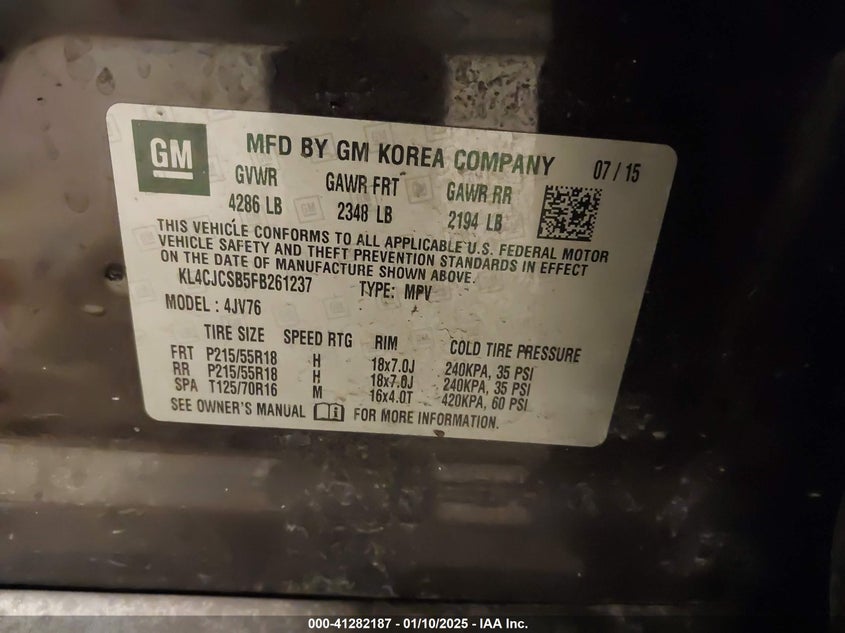 GM MFD BY GM KOREA COMPANY 07 / 15
GVWR GAWR FRT GAWR RR
4286 LB 2348 LB 2194 LB
THIS VEHICLE CONFORMS TO ALL APPLICABLE U.S. FEDERAL MOTOR
VEHICLE SAFETY AND THEFT PREVENTION STANDARDS IN EFFECT
ON THE DATE OF MANUFACTURE SHOWN ABOVE.
KL4CJCSB5FB261237 TYPE: MPV
MODEL : 4JV76
TIRE SIZE SPEED RTG RIM COLD TIRE PRESSURE
FRT P215/55R18 H 18x7.0J 240KPA, 35 PSI
RR P215/55R18 H 18x7.0J 240KPA, 35 PSI
SPA T125/70R16 M 16x4.0T 420KPA, 60 PSI
SEE OWNER'S MANUAL FOR MORE INFORMATION.
000-41282187 - 01/10/2025 - IAA Inc.